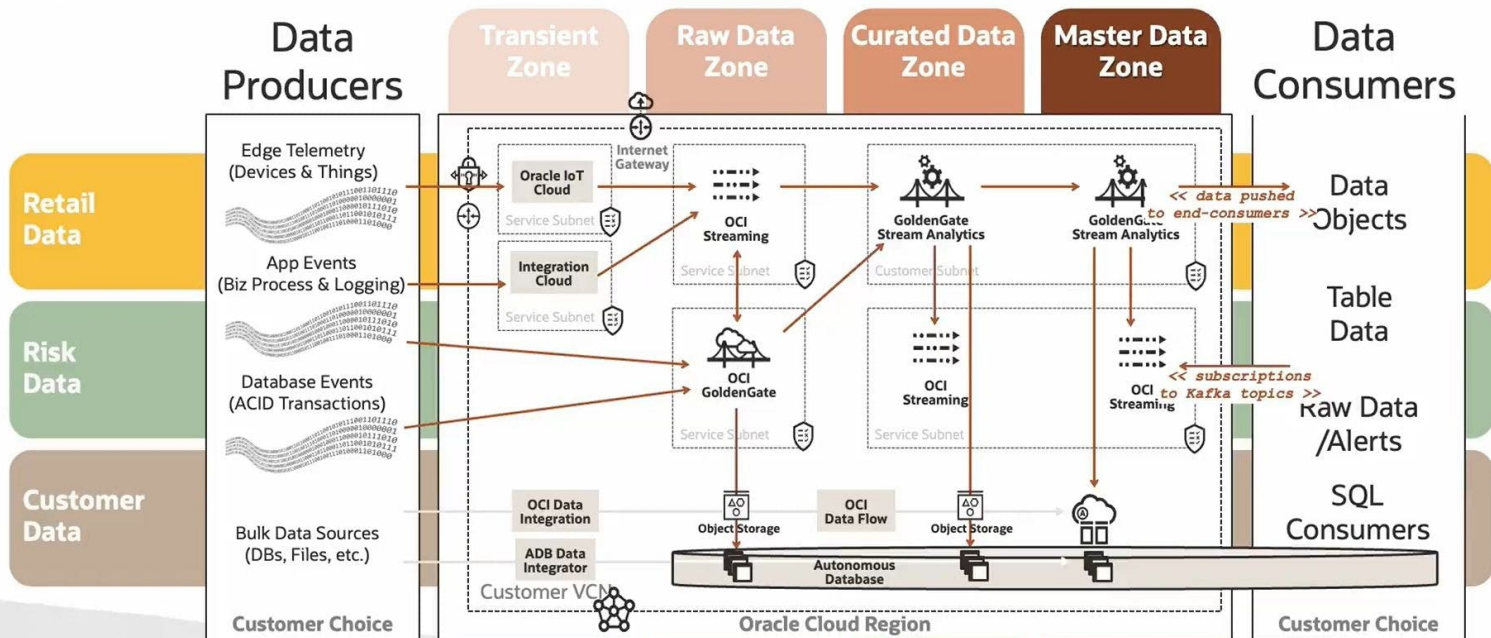 Data
Producers
Transient
Zone
Raw Data
Zone
Curated Data
Zone
Master Data
Zone
Data
Consumers
Retail
Data
Risk
Data
Customer
Data
Edge Telemetry
(Devices & Things)
App Events
(Biz Process & Logging)
Database Events
(ACID Transactions)
Bulk Data Sources
(DBs, Files, etc.)
Customer Choice
Internet
Gateway
Oracle IoT
Cloud
Service Subnet
Integration
Cloud
Service Subnet
OCI
Streaming
Service Subnet
OCI
GoldenGate
Service Subnet
GoldenGate
Stream Analytics
Customer Subnet
GoldenGate
Stream Analytics
OCI
Streaming
Service Subnet
OCI
Streaming
OCI Data
Integration
Object Storage
OCI
Data Flow
Object Storage
A
ADB Data
Integrator
Autonomous
Database
Customer VCN
Oracle Cloud Region
<< data pushed
to end-consumers >>
<< subscriptions
to Kafka topics >>
Data
Objects
Table
Data
Raw Data
/Alerts
SQL
Consumers
Customer Choice